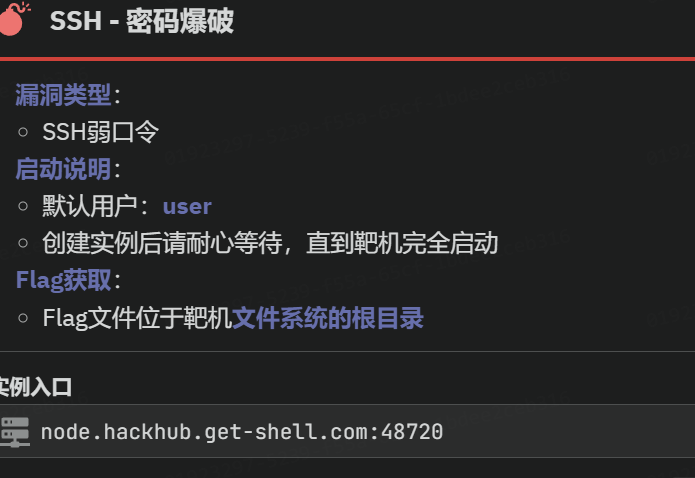 SSH - 密码爆破
漏洞类型：
SSH弱口令
启动说明：
默认用户：user
创建实例后请耐心等待，直到靶机完全启动
Flag获取：
Flag文件位于靶机文件系统的根目录
实例入口
node.hackhub.get-shell.com:48720